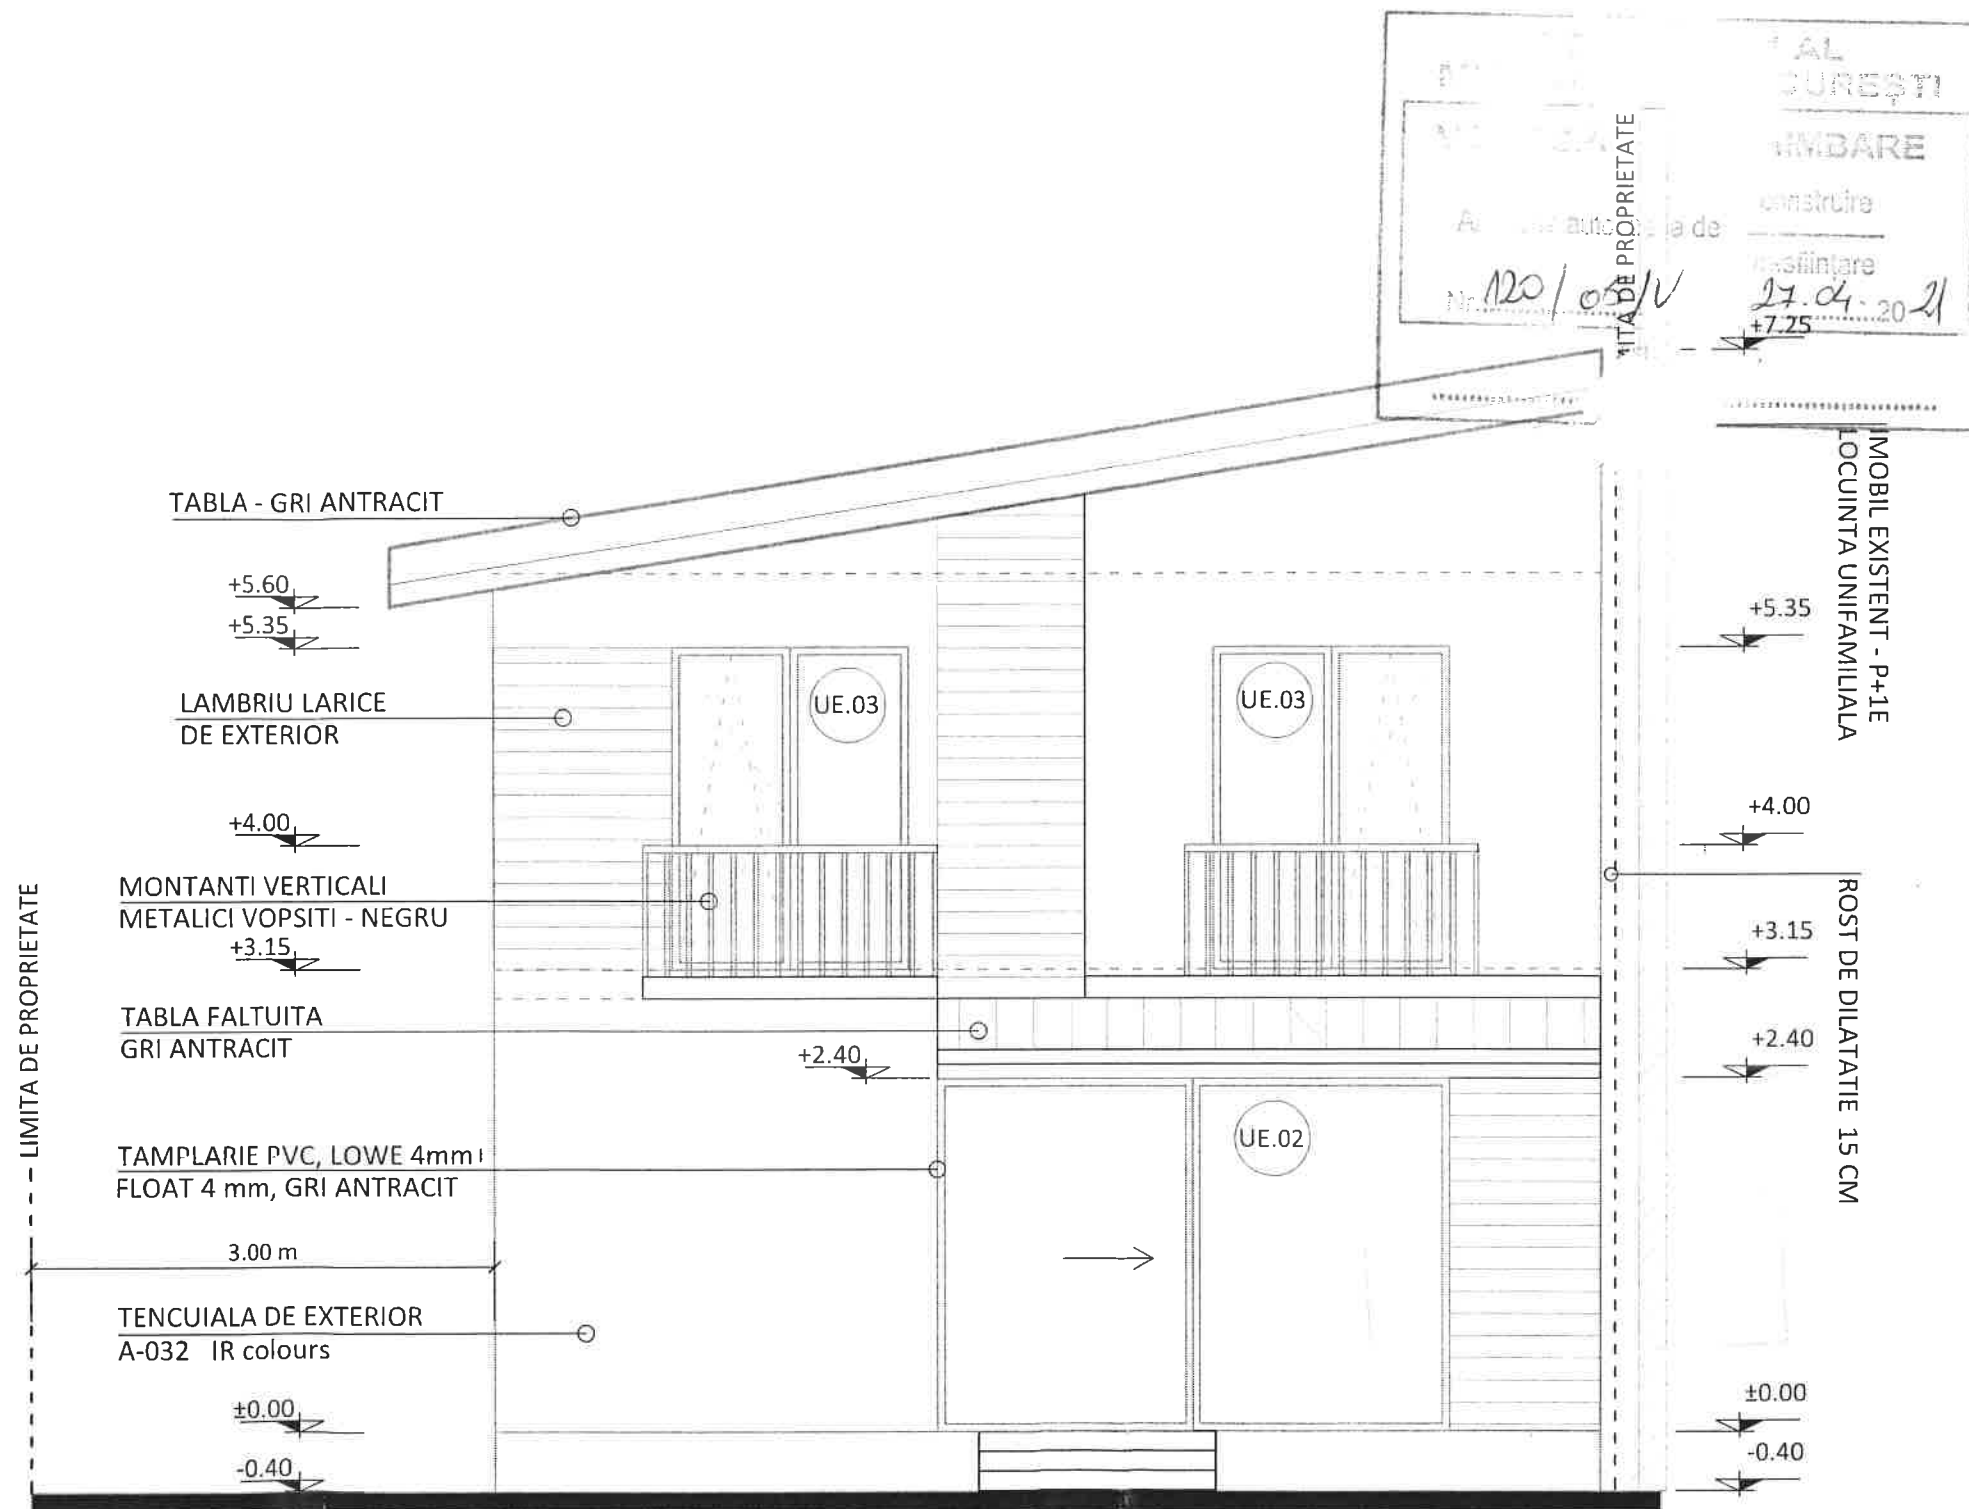 AL
CUREȘTI
construire
de
Nr. 120/05/V 27.04.2021
LIMITA DE PROPRIETATE
+7.25
IMOBIL EXISTENT - P+1E
LOCUINTA UNIFAMILIALA
TABLA - GRI ANTRACIT
+5.60
+5.35
+5.35
LAMBRIU LARICE
DE EXTERIOR
UE.03
UE.03
+4.00
+4.00
MONTANTI VERTICALI
METALICI VOPSITI - NEGRU
+3.15
+3.15
ROST DE DILATATIE 15 CM
TABLA FALTUITA
GRI ANTRACIT
+2.40
+2.40
LIMITA DE PROPRIETATE
TAMPLARIE PVC, LOWE 4mm
FLOAT 4 mm, GRI ANTRACIT
UE.02
3.00 m
TENCUIALA DE EXTERIOR
A-032 IR colours
±0.00
±0.00
-0.40
-0.40